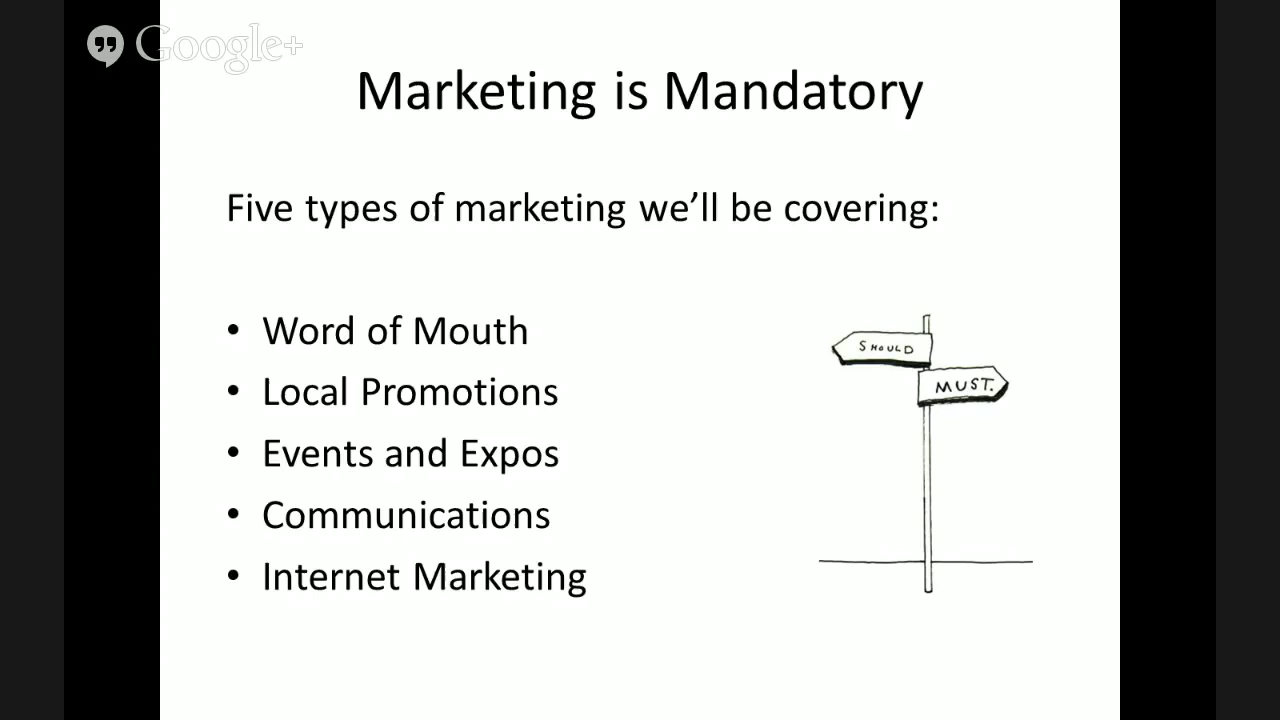 Google+
Marketing is Mandatory
Five types of marketing we’ll be covering:
• Word of Mouth
• Local Promotions
• Events and Expos
• Communications
• Internet Marketing
SHOULD
MUST.